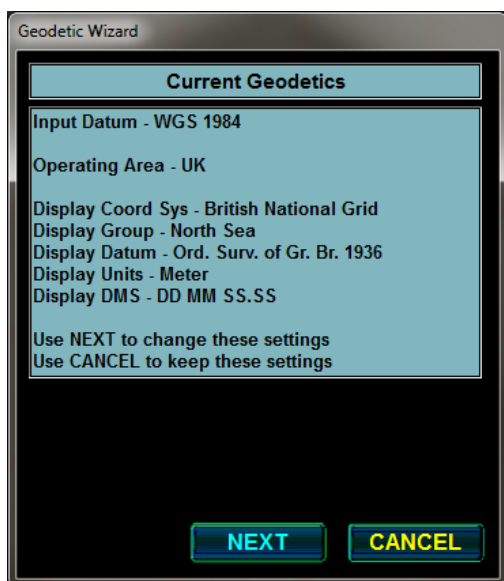 Geodetic Wizard
Current Geodetics
Input Datum - WGS 1984
Operating Area - UK
Display Coord Sys - British National Grid
Display Group - North Sea
Display Datum - Ord. Surv. of Gr. Br. 1936
Display Units - Meter
Display DMS - DD MM SS.SS
Use NEXT to change these settings
Use CANCEL to keep these settings
NEXT CANCEL